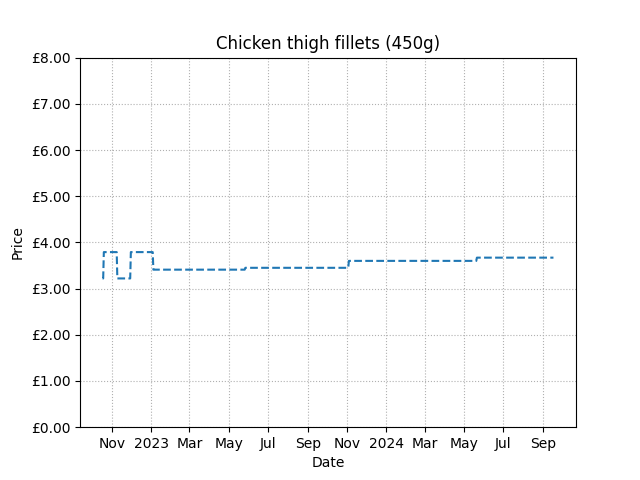 Chicken thigh fillets (450g)
£8.00
£7.00
£6.00
£5.00
£4.00
£3.00
£2.00
£1.00
£0.00
Price
Nov 2023 Mar May Jul Sep Nov 2024 Mar May Jul Sep
Date